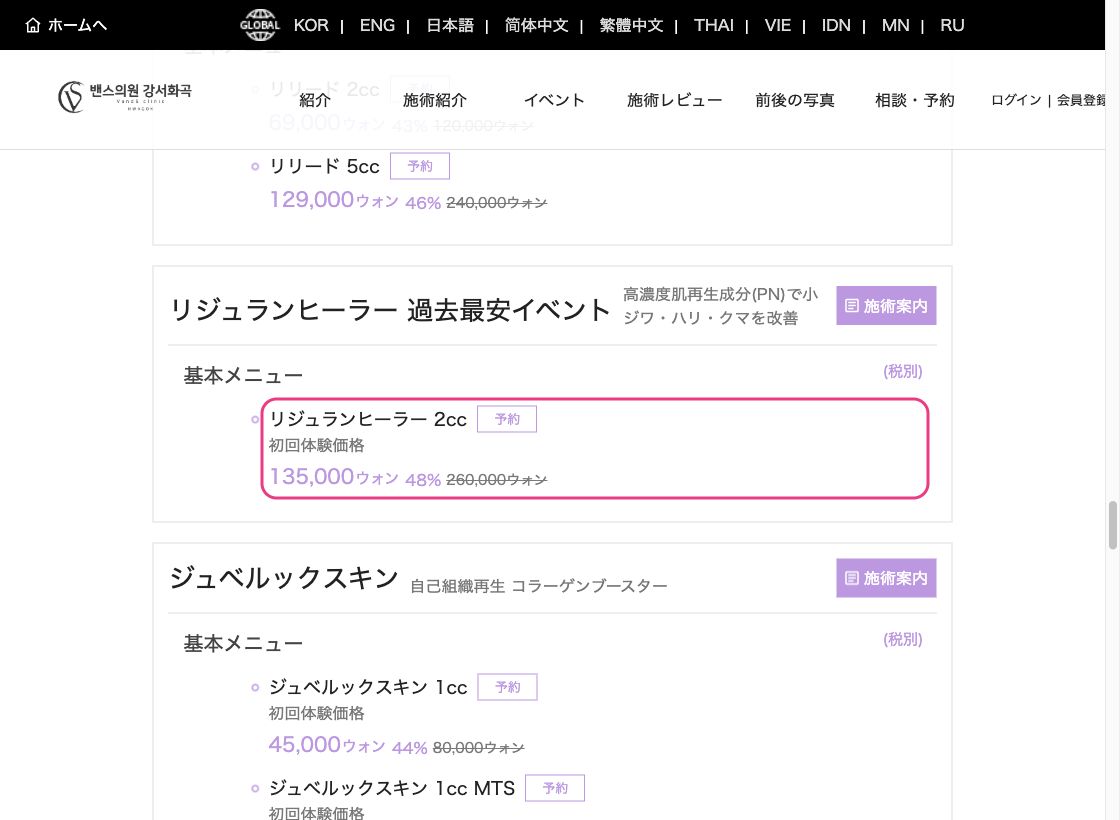 ホームへ
GLOBAL KOR | ENG | 日本語 | 简体中文 | 繁體中文 | THAI | VIE | IDN | MN | RU
밴스의원 강서화곡
紹介 施術紹介 イベント 施術レビュー 前後の写真 相談・予約 ログイン | 会員登録
リリード 2cc
69,000ウォン 43% 120,000ウォン
リリード 5cc 予約
129,000ウォン 46% 240,000ウォン
リジュランヒーラー 過去最安イベント
高濃度肌再生成分(PN)で小
ジワ・ハリ・クマを改善
施術案内
基本メニュー
(税別)
リジュランヒーラー 2cc 予約
初回体験価格
135,000ウォン 48% 260,000ウォン
ジュベルックスキン 自己組織再生 コラーゲンブースター
施術案内
基本メニュー
(税別)
ジュベルックスキン 1cc 予約
初回体験価格
45,000ウォン 44% 80,000ウォン
ジュベルックスキン 1cc MTS 予約
初回体験価格